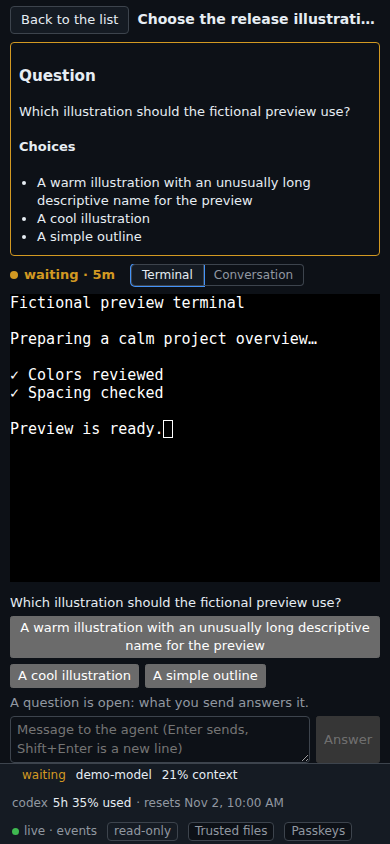 Back to the list Choose the release illustrati…
Question
Which illustration should the fictional preview use?
Choices
• A warm illustration with an unusually long
descriptive name for the preview
• A cool illustration
• A simple outline
waiting · 5m Terminal Conversation
Fictional preview terminal
Preparing a calm project overview…
✓ Colors reviewed
✓ Spacing checked
Preview is ready.
Which illustration should the fictional preview use?
A warm illustration with an unusually long descriptive
name for the preview
A cool illustration A simple outline
A question is open: what you send answers it.
Message to the agent (Enter sends,
Shift+Enter is a new line)
Answer
waiting demo-model 21% context
codex 5h 35% used · resets Nov 2, 10:00 AM
live · events read-only Trusted files Passkeys